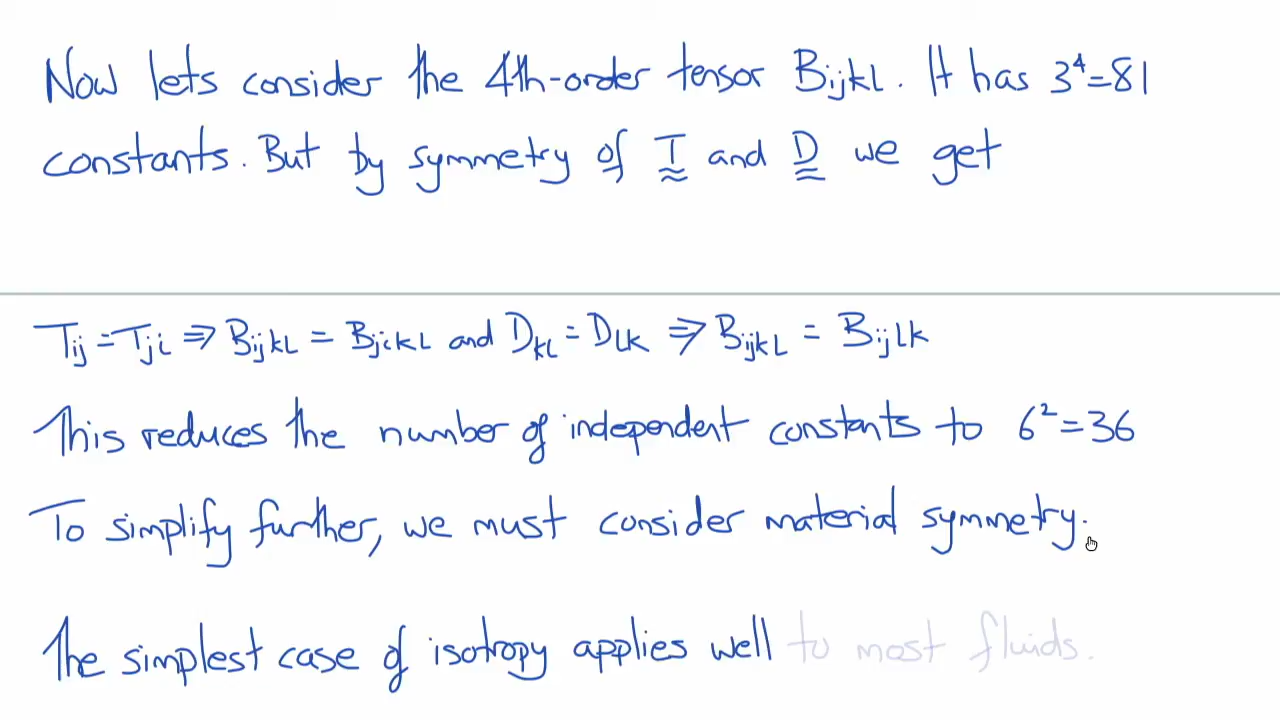 Now lets consider the 4th-order tensor Bijkl. It has 3⁴=81
constants. But by symmetry of T and D we get
Tij = Tji ⇒ BijkL = BjikL and DkL = DLk ⇒ BijkL = BijLk
This reduces the number of independent constants to 6²=36
To simplify further, we must consider material symmetry.
The simplest case of isotropy applies well to most fluids.